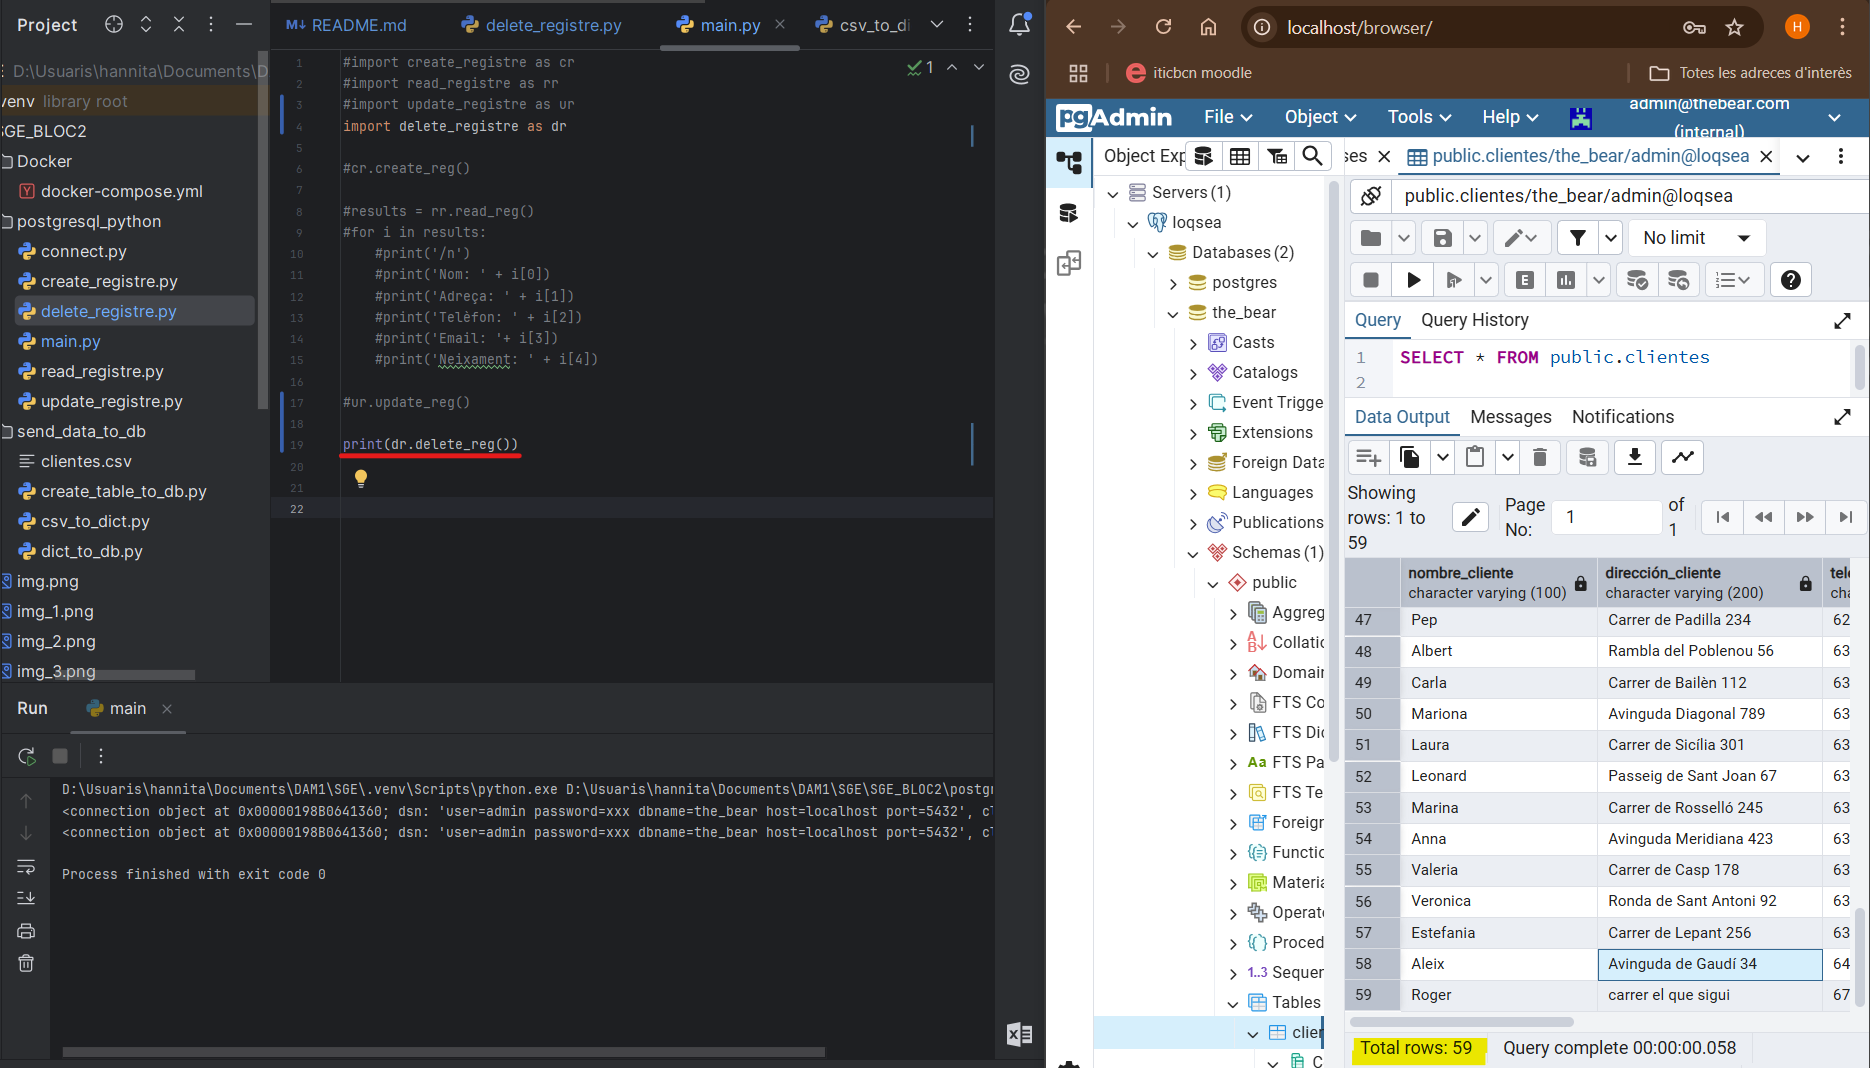 Project
D:\Usuaris\hannita\Documents\D
venv library root
SGE_BLOC2
Docker
docker-compose.yml
postgresql_python
connect.py
create_registre.py
delete_registre.py
main.py
read_registre.py
update_registre.py
send_data_to_db
clientes.csv
create_table_to_db.py
csv_to_dict.py
dict_to_db.py
img.png
img_1.png
img_2.png
img_3.png
README.md
delete_registre.py
main.py
csv_to_di
1
1 #import create_registre as cr
2 #import read_registre as rr
3 #import update_registre as ur
4 import delete_registre as dr
5
6 #cr.create_reg()
7
8 #results = rr.read_reg()
9 #for i in results:
10 #print('/n')
11 #print('Nom: ' + i[0])
12 #print('Adreça: ' + i[1])
13 #print('Telèfon: ' + i[2])
14 #print('Email: '+ i[3])
15 #print('Neixament: ' + i[4])
16
17 #ur.update_reg()
18
19 print(dr.delete_reg())
20
21
22
Run
main
D:\Usuaris\hannita\Documents\DAM1\SGE\.venv\Scripts\python.exe D:\Usuaris\hannita\Documents\DAM1\SGE\SGE_BLOC2\postgr
<connection object at 0x00000198B0641360; dsn: 'user=admin password=xxx dbname=the_bear host=localhost port=5432', cl
<connection object at 0x00000198B0641360; dsn: 'user=admin password=xxx dbname=the_bear host=localhost port=5432', cl
Process finished with exit code 0
localhost/browser/
H
iticbcn moodle
Totes les adreces d'interès
pgAdmin
File
Object
Tools
Help
admin@thebear.com
(internal)
Object Exp
ses
public.clientes/the_bear/admin@loqsea
Servers (1)
loqsea
Databases (2)
postgres
the_bear
Casts
Catalogs
Event Trigge
Extensions
Foreign Data
Languages
Publications
Schemas (1)
public
Aggreg
Collatio
Domain
FTS Co
FTS Dic
FTS Pa
FTS Te
Foreign
Functio
Materia
Operato
Proced
1..3 Sequen
Tables
clien
C
public.clientes/the_bear/admin@loqsea
No limit
Query
Query History
1 SELECT * FROM public.clientes
2
Data Output
Messages
Notifications
Showing rows: 1 to 59
Page No:
1
of 1
nombre_cliente
character varying (100)
dirección_cliente
character varying (200)
tele
cha
47 Pep Carrer de Padilla 234 62
48 Albert Rambla del Poblenou 56 63
49 Carla Carrer de Bailèn 112 63
50 Mariona Avinguda Diagonal 789 63
51 Laura Carrer de Sicília 301 63
52 Leonard Passeig de Sant Joan 67 63
53 Marina Carrer de Rosselló 245 63
54 Anna Avinguda Meridiana 423 63
55 Valeria Carrer de Casp 178 63
56 Veronica Ronda de Sant Antoni 92 63
57 Estefania Carrer de Lepant 256 63
58 Aleix Avinguda de Gaudí 34 64
59 Roger carrer el que sigui 67
Total rows: 59
Query complete 00:00:00.058